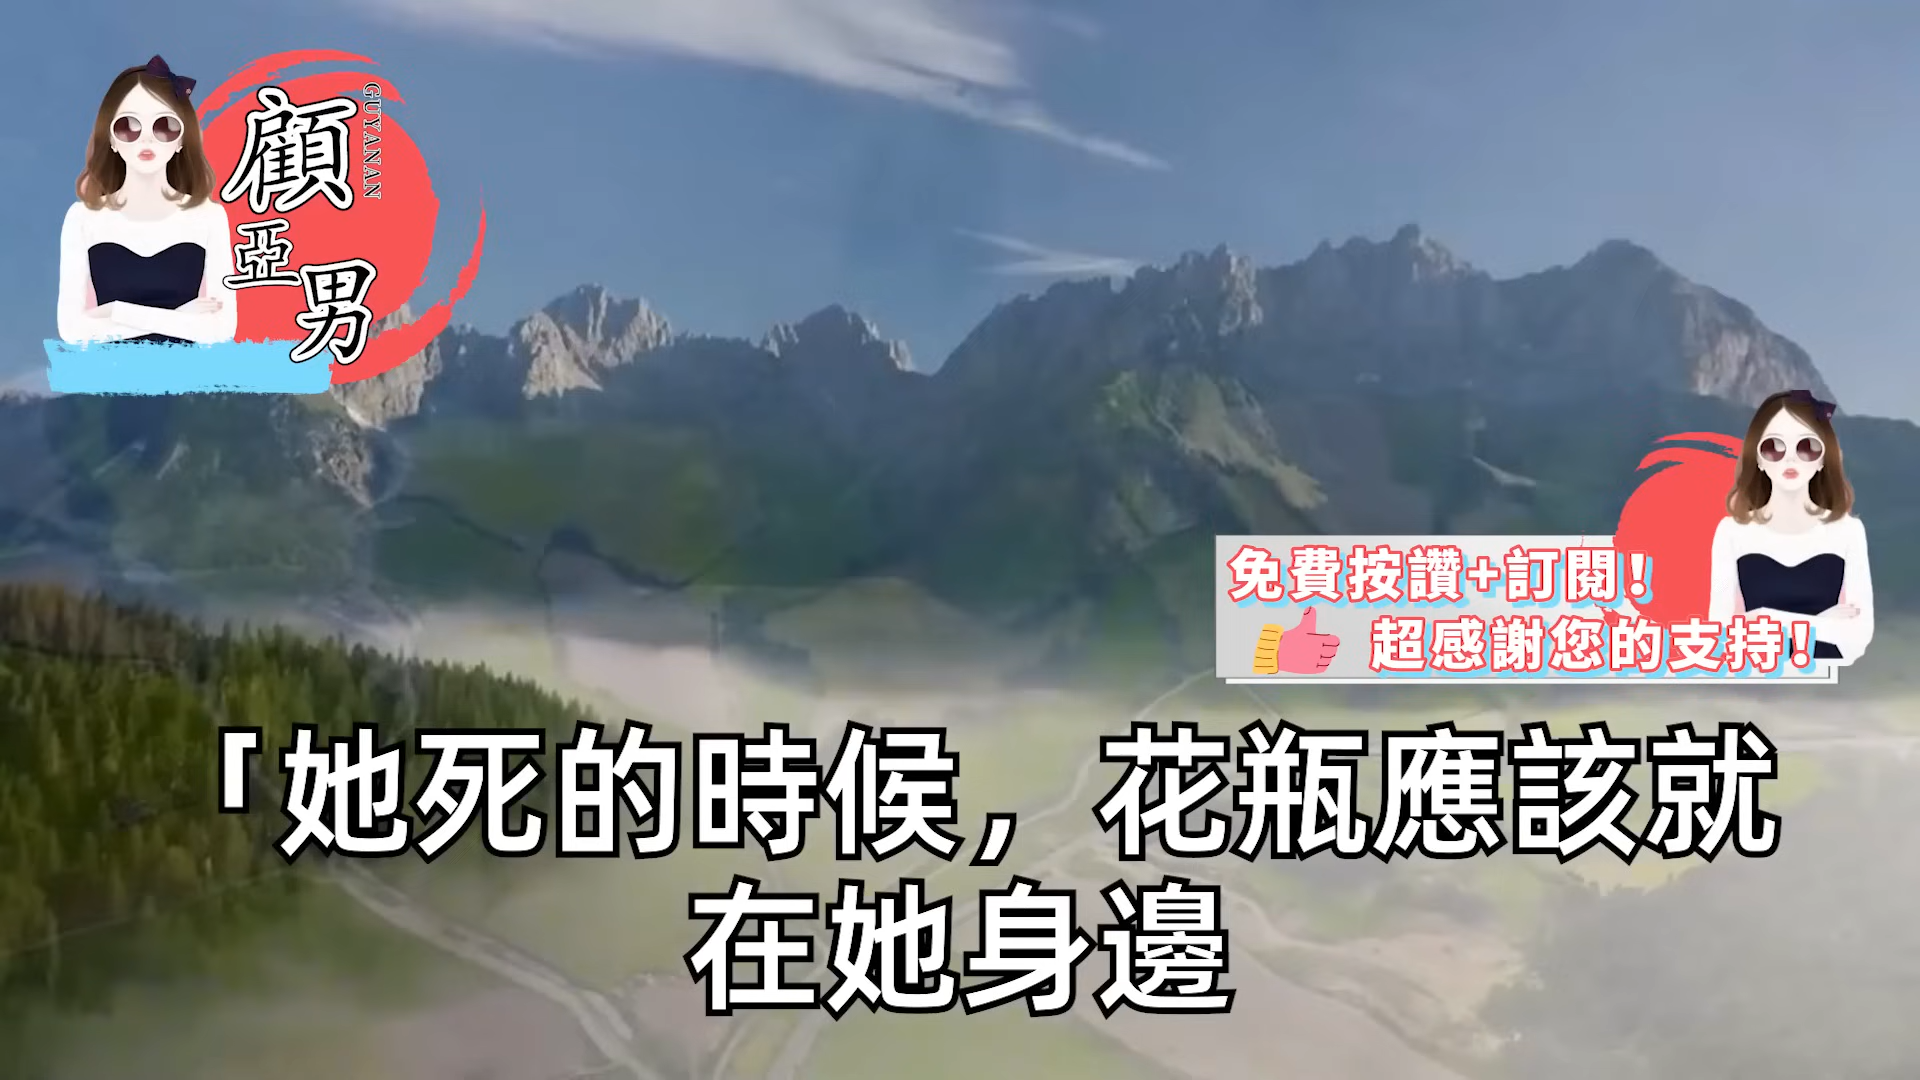 顧
亞
男
GUYANAN
免費按讚+訂閱!
超感謝您的支持!
「她死的時候,花瓶應該就
在她身邊